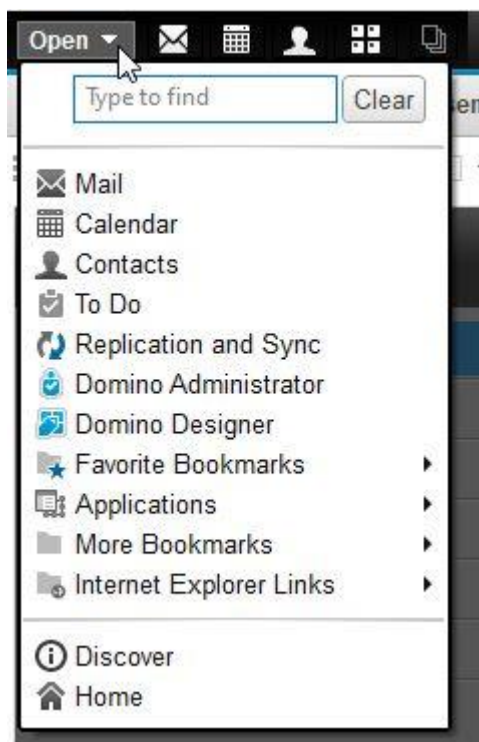 Open
Type to find Clear
Mail
Calendar
Contacts
To Do
Replication and Sync
Domino Administrator
Domino Designer
Favorite Bookmarks
Applications
More Bookmarks
Internet Explorer Links
Discover
Home